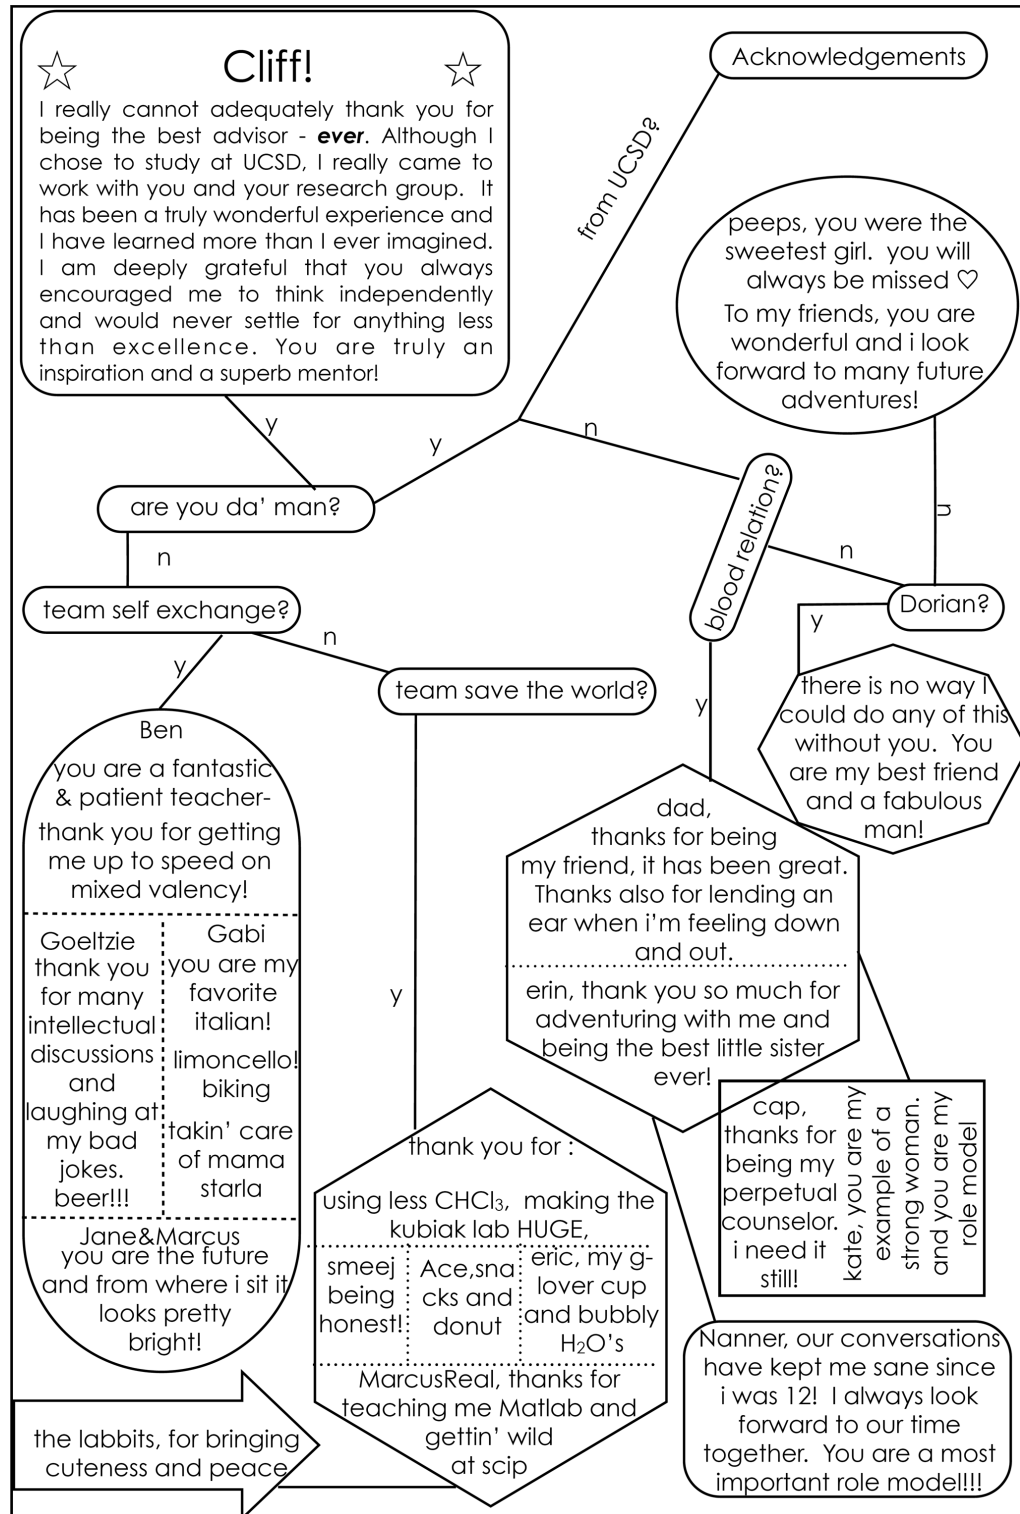 Cliff!
I really cannot adequately thank you for
being the best advisor - ever. Although I
chose to study at UCSD, I really came to
work with you and your research group. It
has been a truly wonderful experience and
I have learned more than I ever imagined.
I am deeply grateful that you always
encouraged me to think independently
and would never settle for anything less
than excellence. You are truly an
inspiration and a superb mentor!
Acknowledgements
from UCSD?
peeps, you were the
sweetest girl. you will
always be missed ♡
To my friends, you are
wonderful and i look
forward to many future
adventures!
y
y
n
are you da' man?
blood relation?
n
n
n
team self exchange?
Dorian?
y
n
y
team save the world?
y
there is no way I
could do any of this
without you. You
are my best friend
and a fabulous
man!
Ben
you are a fantastic
& patient teacher-
thank you for getting
me up to speed on
mixed valency!
Goeltzie
thank you
for many
intellectual
discussions
and
laughing at
my bad
jokes.
beer!!!
Gabi
you are my
favorite
italian!
limoncello!
biking
takin' care
of mama
starla
Jane&Marcus
you are the future
and from where i sit it
looks pretty
bright!
y
dad,
thanks for being
my friend, it has been great.
Thanks also for lending an
ear when i'm feeling down
and out.
erin, thank you so much for
adventuring with me and
being the best little sister
ever!
cap,
thanks for
being my
perpetual
counselor.
i need it
still!
kate, you are my
example of a
strong woman.
and you are my
role model
thank you for :
using less CHCl₃, making the
kubiak lab HUGE,
smeej
being
honest!
Ace,sna
cks and
donut
eric, my g-
lover cup
and bubbly
H₂O's
MarcusReal, thanks for
teaching me Matlab and
gettin' wild
at scip
Nanner, our conversations
have kept me sane since
i was 12! I always look
forward to our time
together. You are a most
important role model!!!
the labbits, for bringing
cuteness and peace